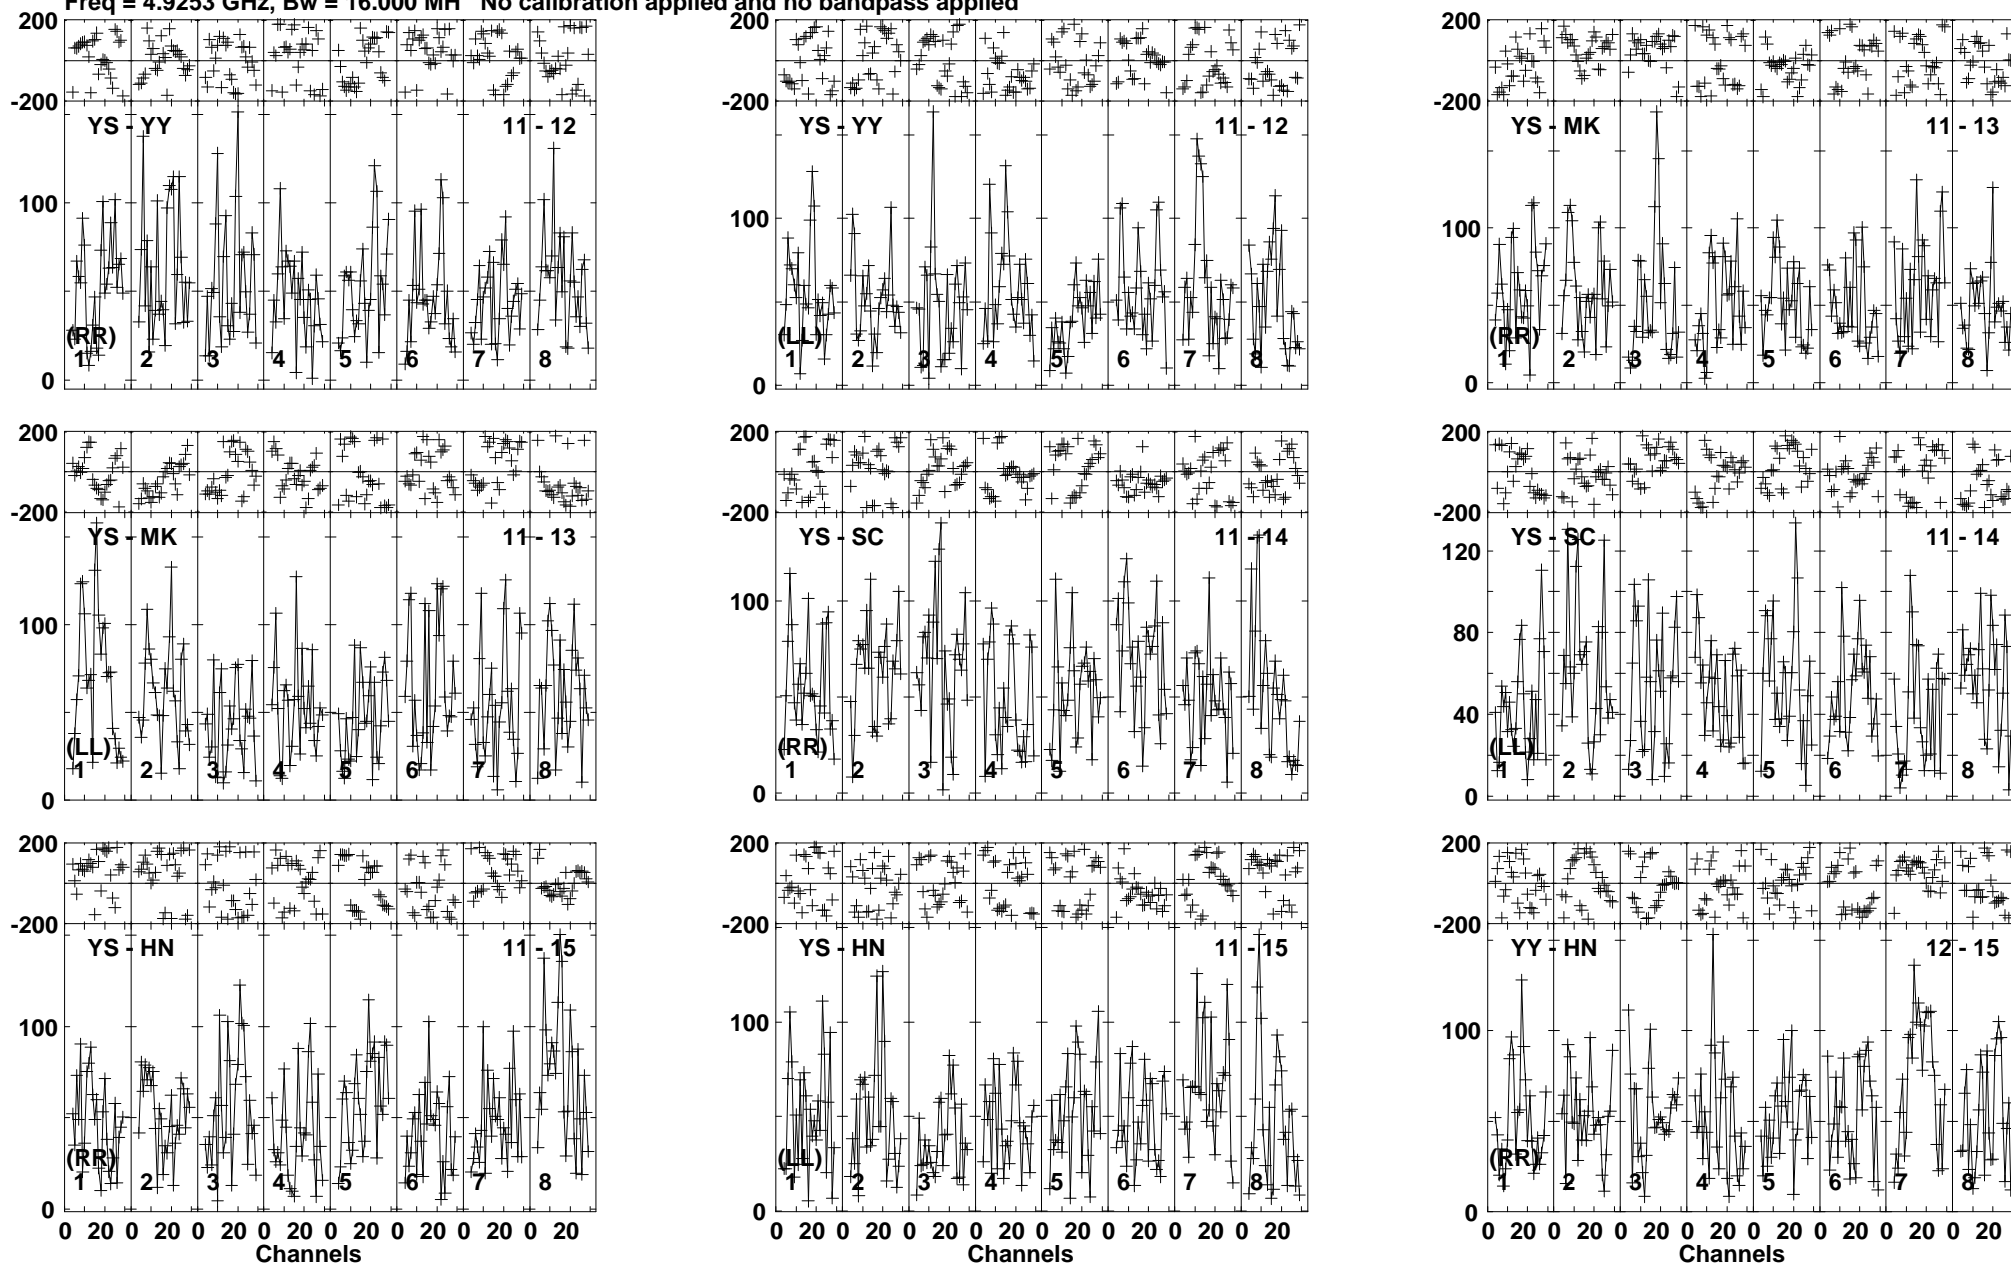 Freq = 4.9253 GHz, Bw = 16.000 MH No calibration applied and no bandpass applied
200 200 200
-200 -200 -200
YS - YY 11 - 12 YS - YY 11 - 12 YS - MK 11 - 13
100 100 100
(RR) (LL) (RR)
1 2 3 4 5 6 7 8 1 2 3 4 5 6 7 8 1 2 3 4 5 6 7 8
0 0 0
200 200 200
-200 -200 -200
YS - MK 11 - 13 YS - SC 11 - 14 YS - SC 11 - 14
120
100 100
80
40
(LL) (RR) (LL)
1 2 3 4 5 6 7 8 1 2 3 4 5 6 7 8 1 2 3 4 5 6 7 8
0 0 0
200 200 200
-200 -200 -200
YS - HN 11 - 15 YS - HN 11 - 15 YY - HN 12 - 15
100 100 100
(RR) (LL) (RR)
1 2 3 4 5 6 7 8 1 2 3 4 5 6 7 8 1 2 3 4 5 6 7 8
0 0 0
0 20 0 20 0 20 0 20 0 20 0 20 0 20 0 20 0 20 0 20 0 20 0 20 0 20 0 20 0 20 0 20 0 20 0 20 0 20 0 20 0 20 0 20 0 20 0 20
Channels Channels Channels